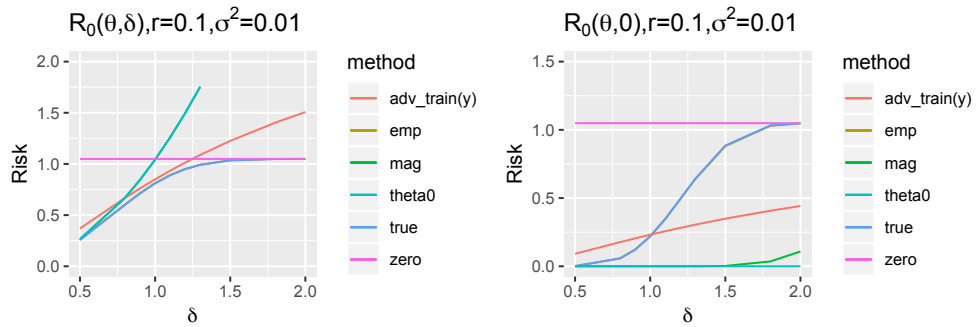 R₀(θ,δ),r=0.1,σ²=0.01
2.0
1.5
1.0
0.5
0.0
Risk
0.5 1.0 1.5 2.0
δ
method
adv_train(y)
emp
mag
theta0
true
zero
R₀(θ,0),r=0.1,σ²=0.01
1.5
1.0
0.5
0.0
Risk
0.5 1.0 1.5 2.0
δ
method
adv_train(y)
emp
mag
theta0
true
zero